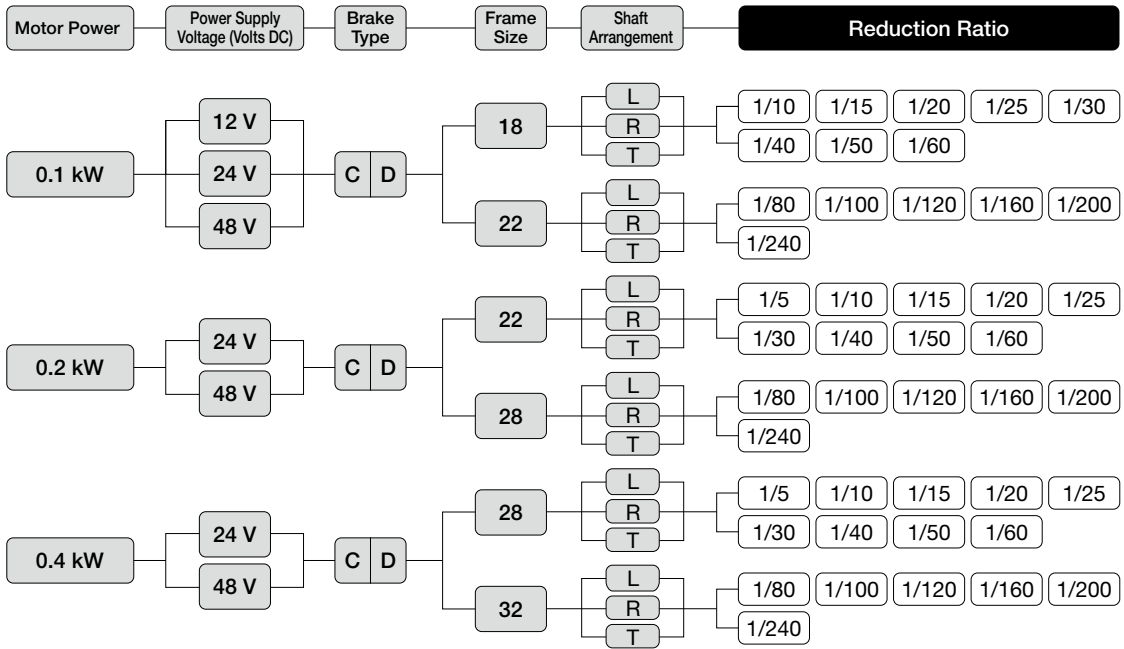 Motor Power
Power Supply
Voltage (Volts DC)
Brake
Type
Frame
Size
Shaft
Arrangement
Reduction Ratio
0.1 kW
12 V
24 V
48 V
C D
18
L
R
T
1/10 1/15 1/20 1/25 1/30
1/40 1/50 1/60
22
L
R
T
1/80 1/100 1/120 1/160 1/200
1/240
0.2 kW
24 V
48 V
C D
22
L
R
T
1/5 1/10 1/15 1/20 1/25
1/30 1/40 1/50 1/60
28
L
R
T
1/80 1/100 1/120 1/160 1/200
1/240
0.4 kW
24 V
48 V
C D
28
L
R
T
1/5 1/10 1/15 1/20 1/25
1/30 1/40 1/50 1/60
32
L
R
T
1/80 1/100 1/120 1/160 1/200
1/240